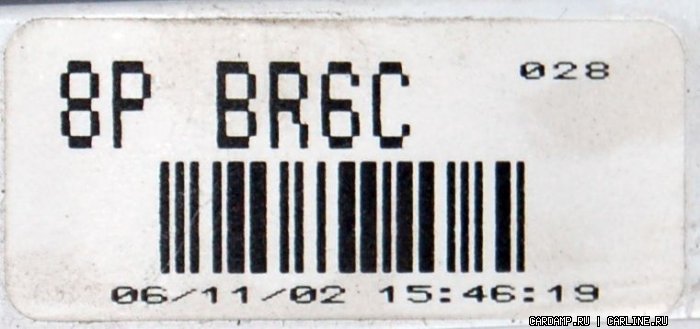 8P BR6C 028
06/11/02 15:46:19
CARDAMP.RU | CARLINE.RU